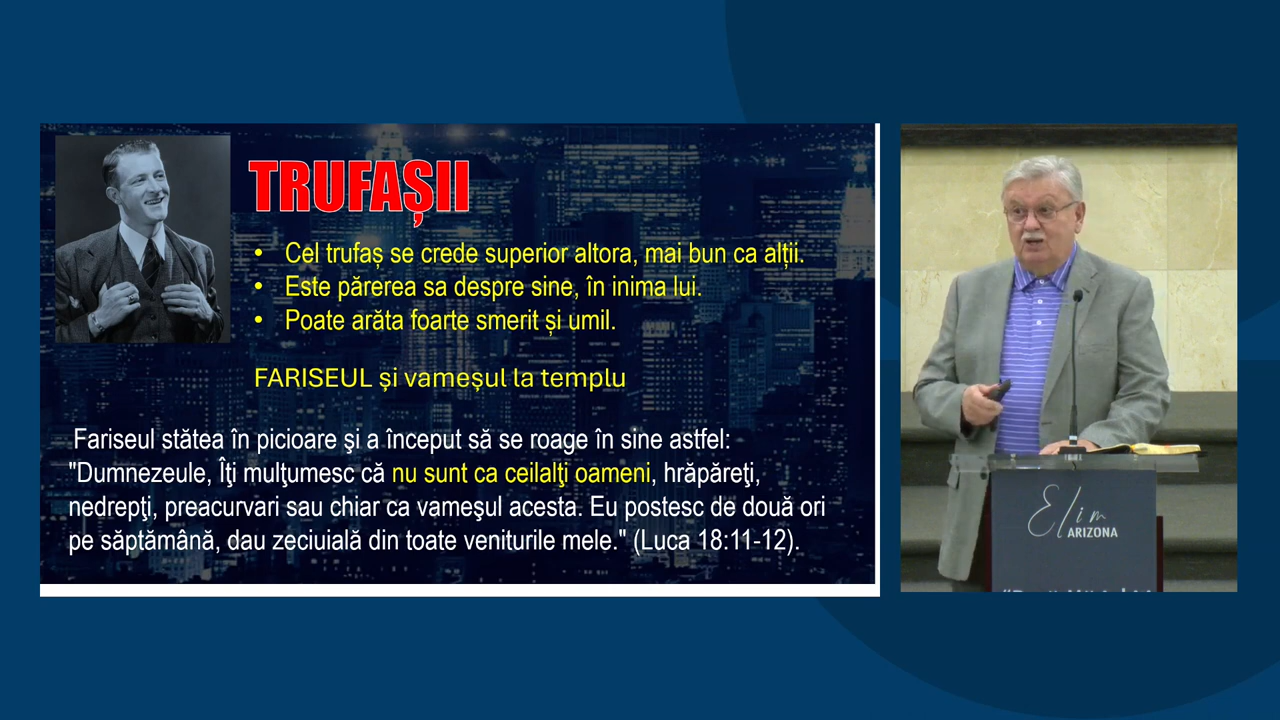 TRUFAȘII
• Cel trufaș se crede superior altora, mai bun ca alții.
• Este părerea sa despre sine, în inima lui.
• Poate arăta foarte smerit și umil.
FARISEUL și vameșul la templu
Fariseul stătea în picioare şi a început să se roage în sine astfel:
"Dumnezeule, Îţi mulţumesc că nu sunt ca ceilalţi oameni, hrăpăreţi,
nedrepţi, preacurvari sau chiar ca vameşul acesta. Eu postesc de două ori
pe săptămână, dau zeciuială din toate veniturile mele." (Luca 18:11-12).
Elim
ARIZONA